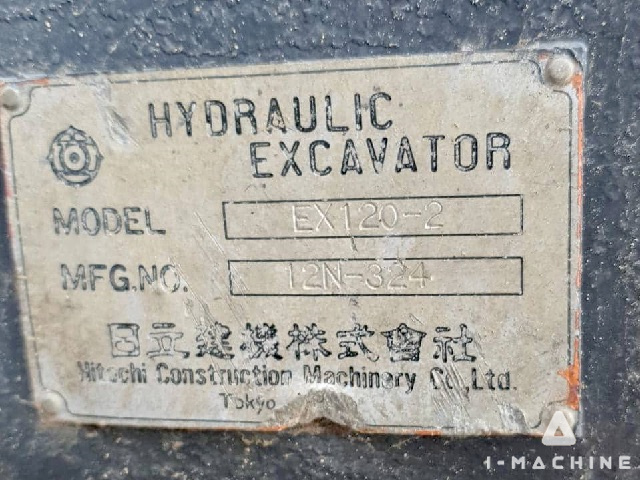 HYDRAULIC
EXCAVATOR
MODEL EX120-2
MFG.NO. 12N-324
日立建機株式會社
Hitachi Construction Machinery Co.,Ltd.
Tokyo
1-MACHINE